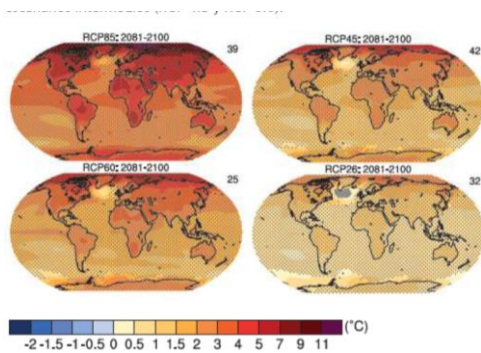 RCP85: 2081-2100
39
RCP45: 2081-2100
42
RCP60: 2081-2100
25
RCP26: 2081-2100
32
(°C)
-2 -1.5 -1 -0.5 0 0.5 1 1.5 2 3 4 5 7 9 11